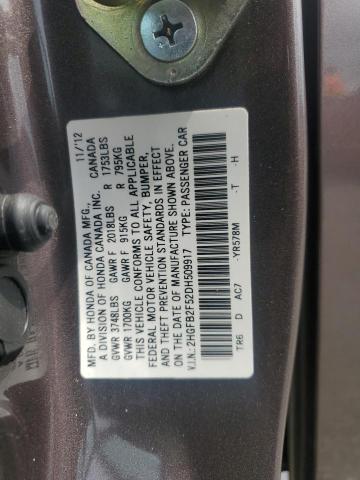 MFD. BY HONDA OF CANADA MFG., 11/12
A DIVISION OF HONDA CANADA INC. CANADA
GVWR 3748LBS GAWR F 2018LBS R 1753LBS
GVWR 1700KG GAWR F 915KG R 795KG
THIS VEHICLE CONFORMS TO ALL APPLICABLE
FEDERAL MOTOR VEHICLE SAFETY, BUMPER,
AND THEFT PREVENTION STANDARDS IN EFFECT
ON THE DATE OF MANUFACTURE SHOWN ABOVE.
V.I.N.: 2HGFB2F52DH509917 TYPE: PASSENGER CAR
TR6 D AC7 -YR578M -T -H